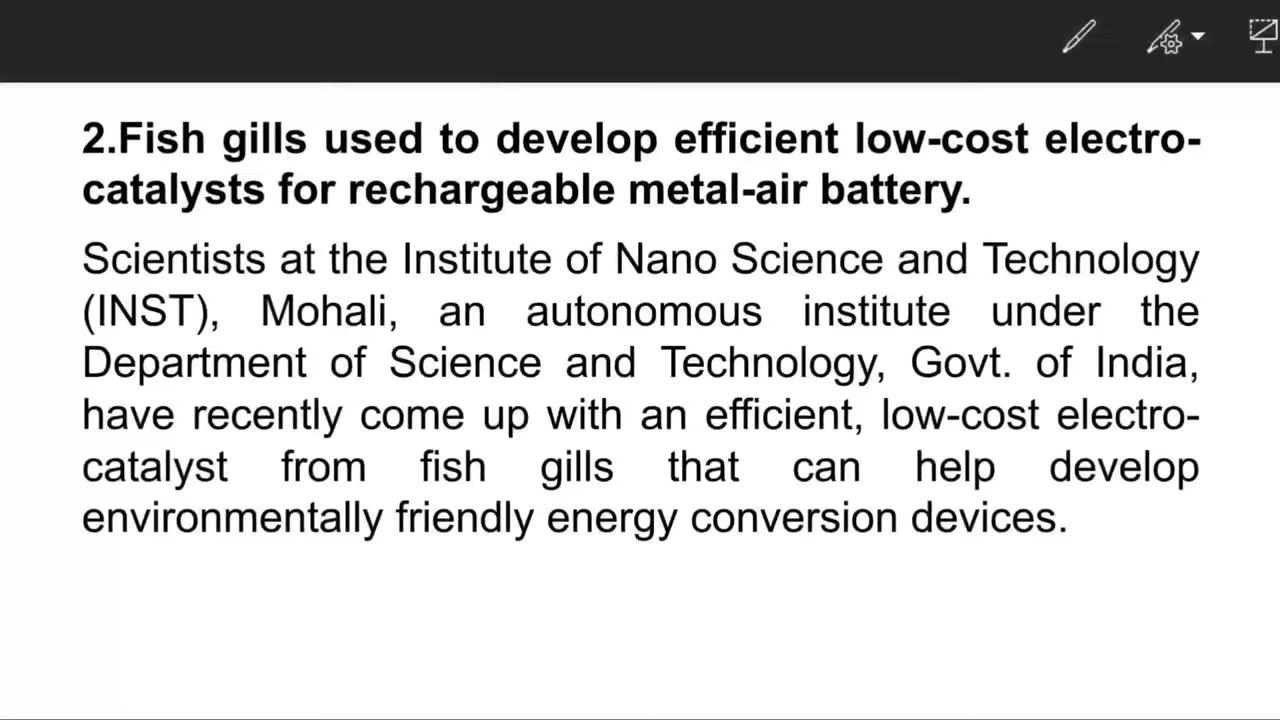 2.Fish gills used to develop efficient low-cost electro-
catalysts for rechargeable metal-air battery.
Scientists at the Institute of Nano Science and Technology
(INST), Mohali, an autonomous institute under the
Department of Science and Technology, Govt. of India,
have recently come up with an efficient, low-cost electro-
catalyst from fish gills that can help develop
environmentally friendly energy conversion devices.